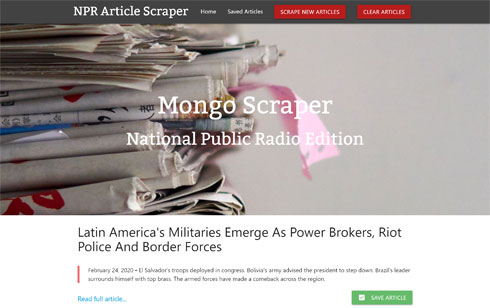 NPR Article Scraper Home Saved Articles SCRAPE NEW ARTICLES CLEAR ARTICLES
Mongo Scraper
National Public Radio Edition
Latin America's Militaries Emerge As Power Brokers, Riot
Police And Border Forces
February 24, 2020 • El Salvador's troops deployed in congress. Bolivia's army advised the president to step down. Brazil's leader
surrounds himself with top brass. The armed forces have made a comeback across the region.
Read full article... SAVE ARTICLE